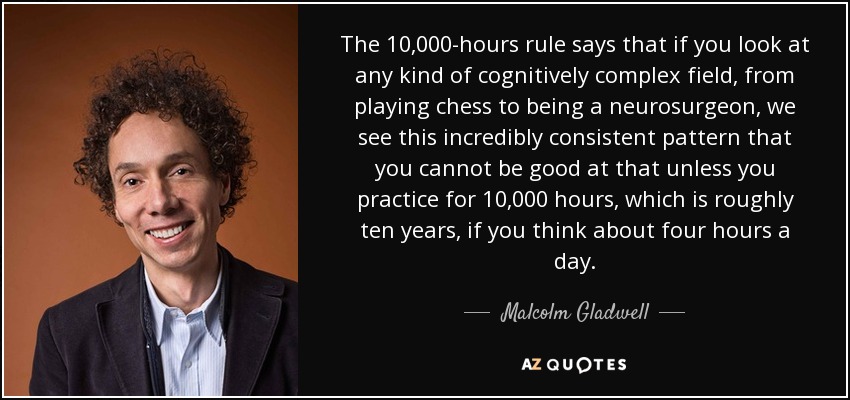 The 10,000-hours rule says that if you look at
any kind of cognitively complex field, from
playing chess to being a neurosurgeon, we
see this incredibly consistent pattern that
you cannot be good at that unless you
practice for 10,000 hours, which is roughly
ten years, if you think about four hours a
day.
Malcolm Gladwell
AZ QUOTES